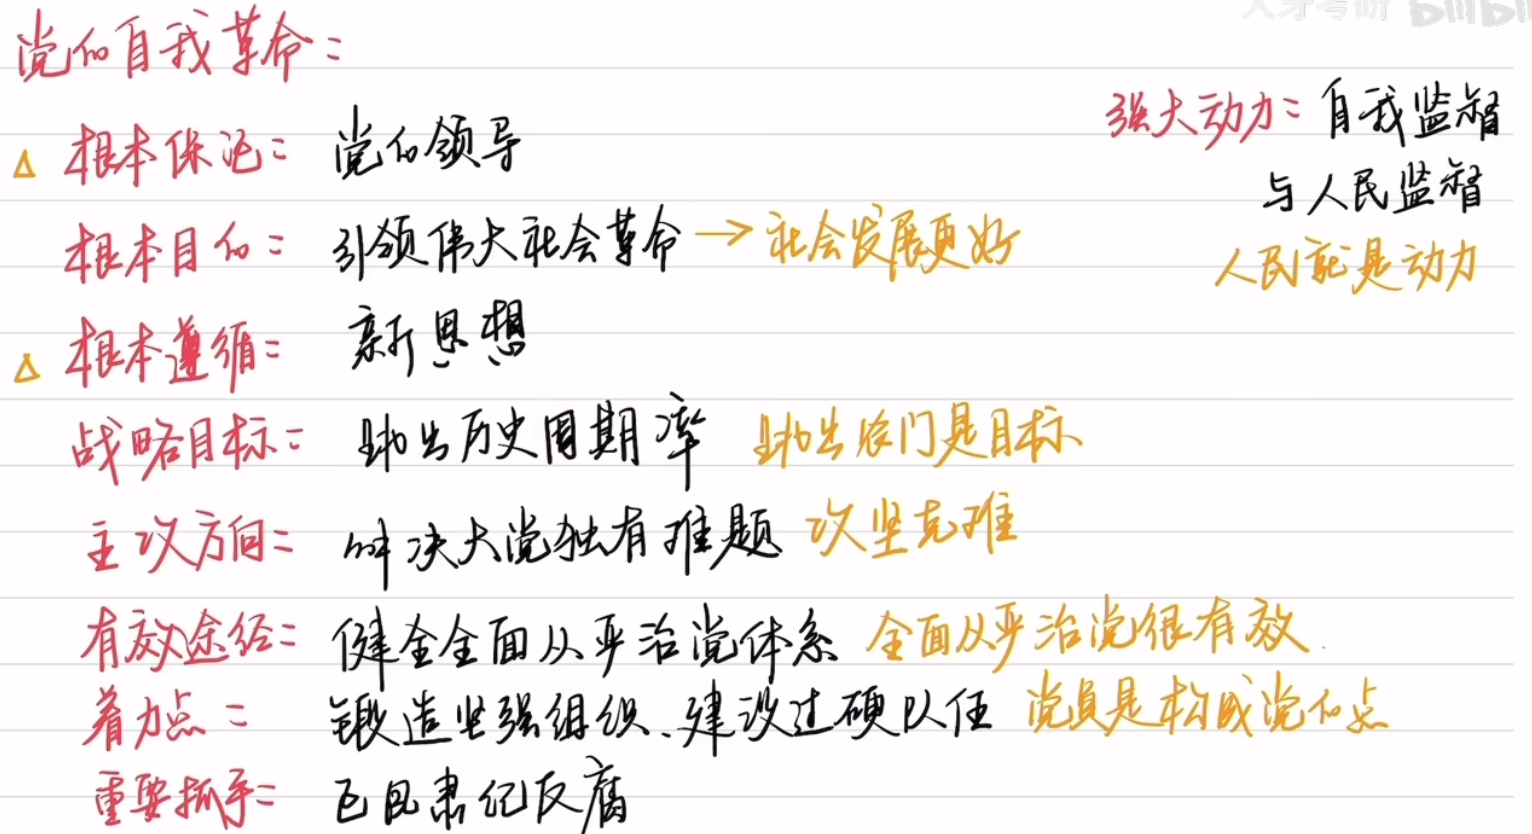 人才考研 bilibili
党的自我革命：
强大动力：自我监督
与人民监督
人民就是动力
△ 根本保证：党的领导
根本目的：引领伟大社会革命 → 社会发展更好
△ 根本遵循：新思想
战略目标：跳出历史周期率 跳出龙门是目标
主攻方向：解决大党独有难题 攻坚克难
有效途径：健全全面从严治党体系 全面从严治党很有效.
着力点：锻造坚强组织、建设过硬队伍 党员是构成党的点
重要抓手：正风肃纪反腐